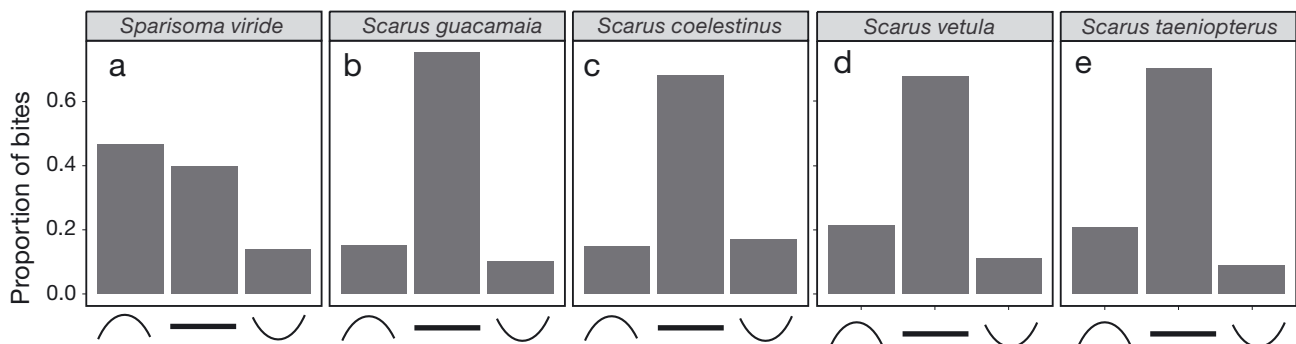 Sparisoma viride
Scarus guacamaia
Scarus coelestinus
Scarus vetula
Scarus taeniopterus
a
b
c
d
e
Proportion of bites
0.6
0.4
0.2
0.0